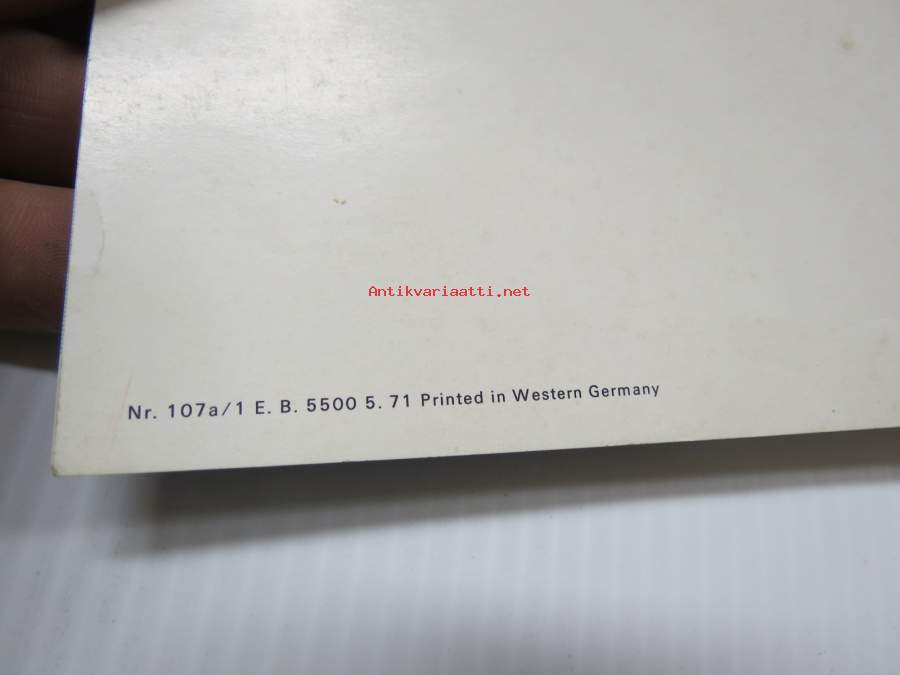 Antikvariaatti.net
Nr. 107a/1 E. B. 5500 5. 71 Printed in Western Germany